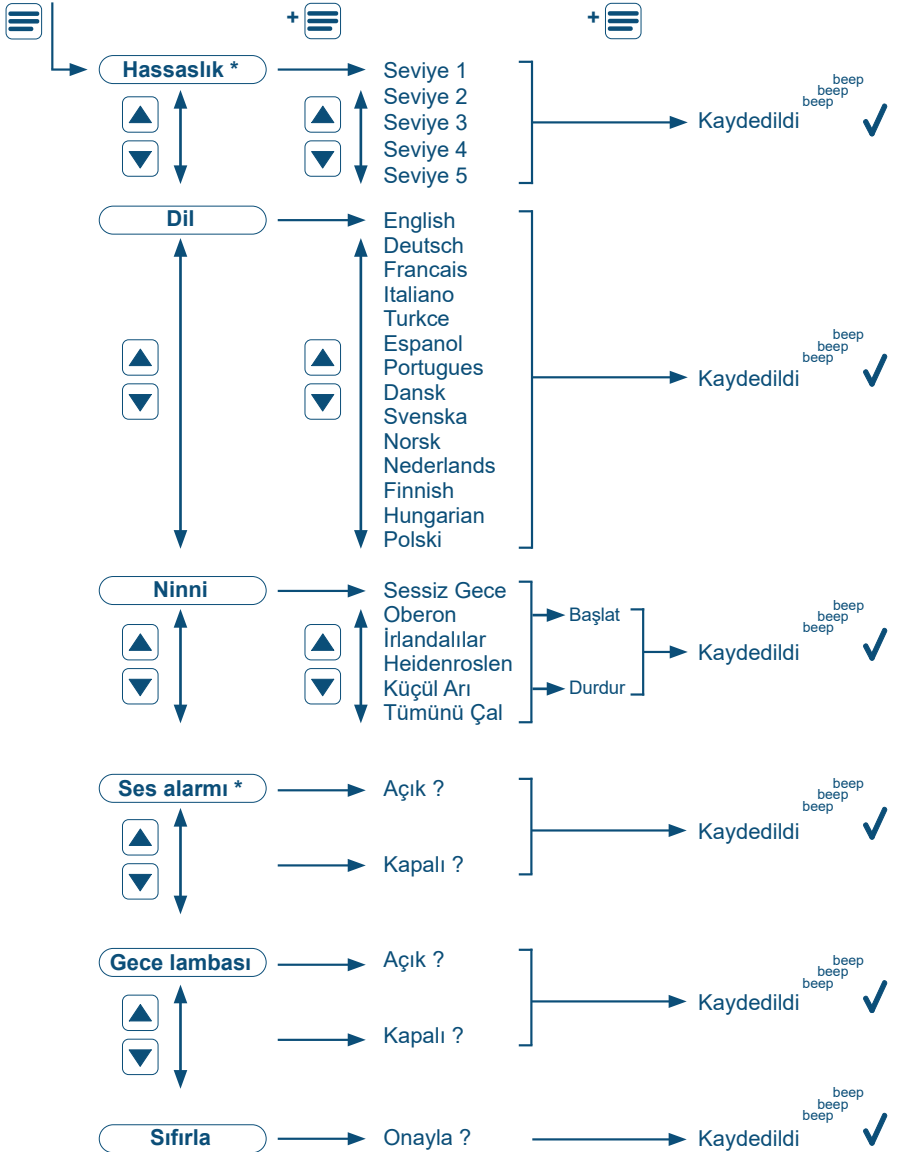 +
+
Hassaslık *
Seviye 1
Seviye 2
Seviye 3
Seviye 4
Seviye 5
Kaydedildi
beep
beep
beep
Dil
English
Deutsch
Francais
Italiano
Turkce
Espanol
Portugues
Dansk
Svenska
Norsk
Nederlands
Finnish
Hungarian
Polski
Kaydedildi
beep
beep
beep
Ninni
Sessiz Gece
Oberon
İrlandalılar
Heidenroslen
Küçül Arı
Tümünü Çal
Başlat
Durdur
Kaydedildi
beep
beep
beep
Ses alarmı *
Açık ?
Kapalı ?
Kaydedildi
beep
beep
beep
Gece lambası
Açık ?
Kapalı ?
Kaydedildi
beep
beep
beep
Sıfırla
Onayla ?
Kaydedildi
beep
beep
beep